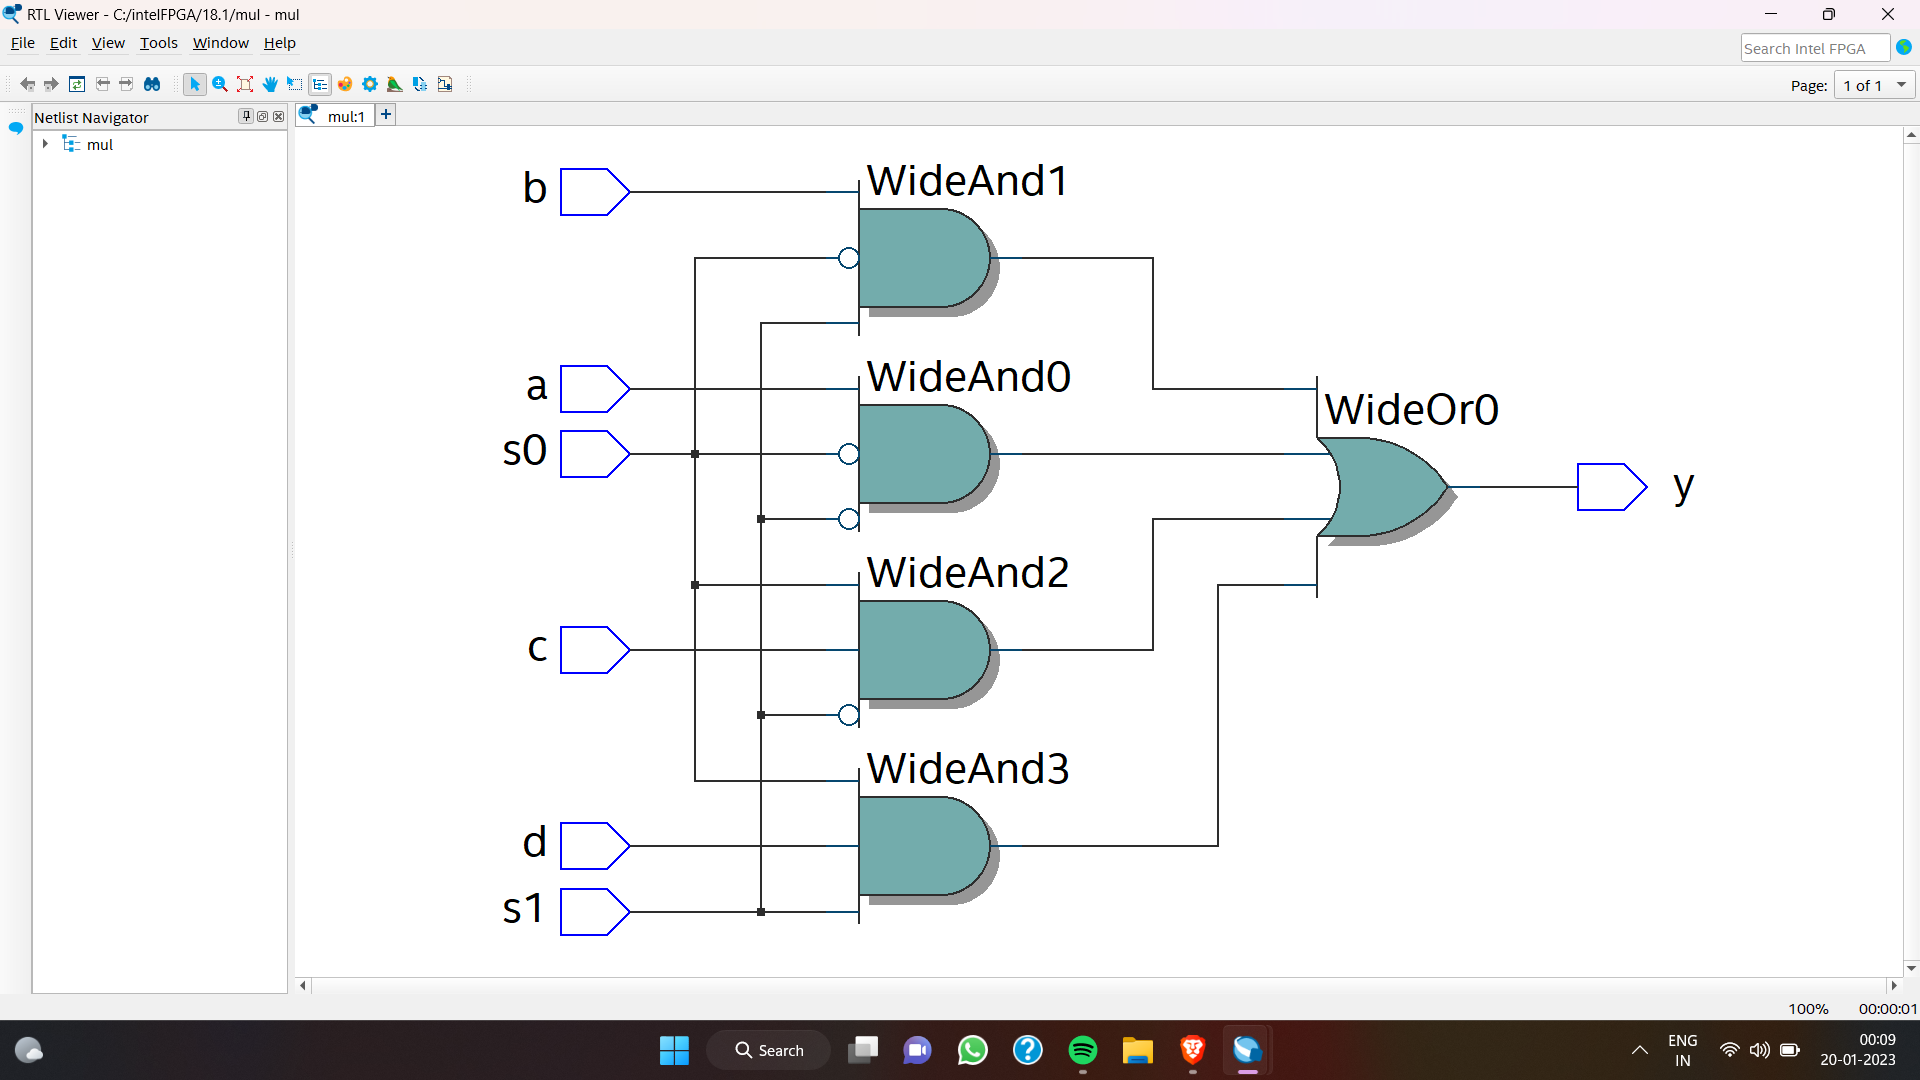 RTL Viewer - C:/intelFPGA/18.1/mul - mul
File Edit View Tools Window Help
Search Intel FPGA
Page: 1 of 1
Netlist Navigator
mul:1
mul
b
WideAnd1
a
WideAnd0
s0
WideOr0
y
WideAnd2
c
WideAnd3
d
s1
100% 00:00:01
Search
ENG
IN
00:09
20-01-2023